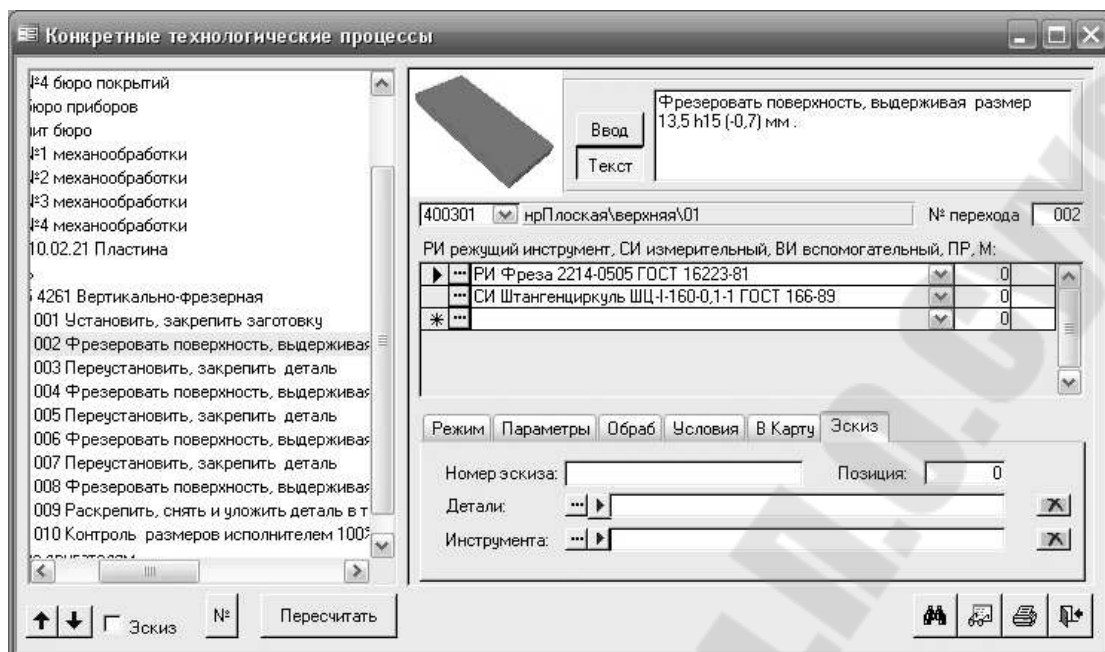 Конкретные технологические процессы
№4 бюро покрытий
бюро приборов
бюро
№1 механообработки
№2 механообработки
№3 механообработки
№4 механообработки
10.02.21 Пластина
4261 Вертикально-фрезерная
001 Установить, закрепить заготовку
002 Фрезеровать поверхность, выдерживая
003 Переустановить, закрепить деталь
004 Фрезеровать поверхность, выдерживая
005 Переустановить, закрепить деталь
006 Фрезеровать поверхность, выдерживая
007 Переустановить, закрепить деталь
008 Фрезеровать поверхность, выдерживая
009 Раскрепить, снять и уложить деталь в т
010 Контроль размеров исполнителем 100%
Эскиз
№
Пересчитать
Ввод
Текст
Фрезеровать поверхность, выдерживая размер
13,5 h15 (-0,7) мм .
400301 нрПлоская\верхняя\01 № перехода 002
РИ режущий инструмент, СИ измерительный, ВИ вспомогательный, ПР, М:
РИ Фреза 2214-0505 ГОСТ 16223-81 0
СИ Штангенциркуль ШЦ-I-160-0,1-1 ГОСТ 166-89 0
0
Режим Параметры Обраб Условия В Карту Эскиз
Номер эскиза: Позиция: 0
Детали:
Инструмента: